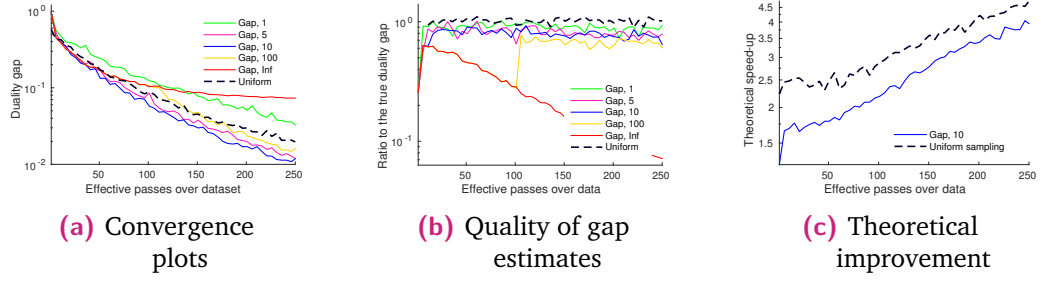 Duality gap
10^0
10^-1
10^-2
50
100
150
200
250
Effective passes over dataset
Gap, 1
Gap, 5
Gap, 10
Gap, 100
Gap, Inf
Uniform
(a) Convergence
plots
Ratio to the true duality gap
10^0
10^-1
50
100
150
200
250
Effective passes over data
Gap, 1
Gap, 5
Gap, 10
Gap, 100
Gap, Inf
Uniform
(b) Quality of gap
estimates
Theoretical speed-up
4.5
3.5
3
2.5
2
1.5
50
100
150
200
250
Effective passes over data
Gap, 10
Uniform sampling
(c) Theoretical
improvement